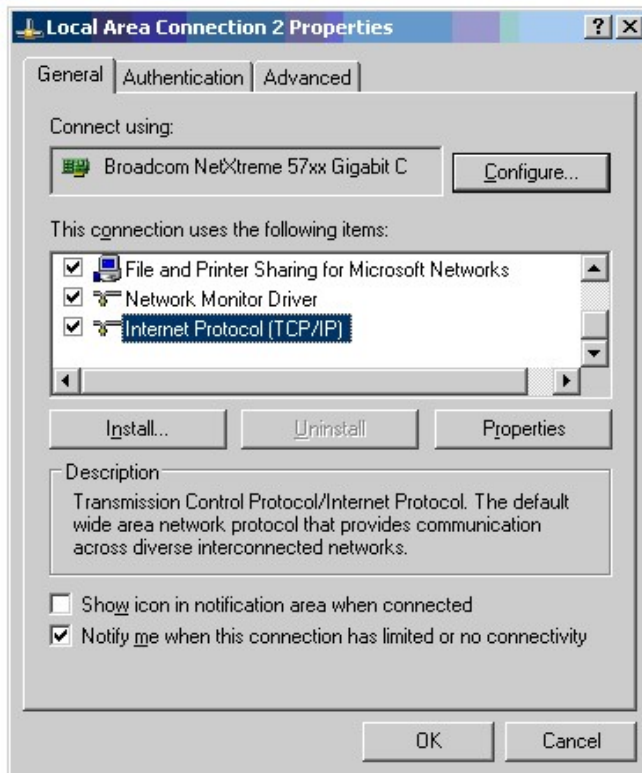 Local Area Connection 2 Properties
General Authentication Advanced
Connect using:
Broadcom NetXtreme 57xx Gigabit C Configure...
This connection uses the following items:
File and Printer Sharing for Microsoft Networks
Network Monitor Driver
Internet Protocol (TCP/IP)
Install... Uninstall Properties
Description
Transmission Control Protocol/Internet Protocol. The default
wide area network protocol that provides communication
across diverse interconnected networks.
Show icon in notification area when connected
Notify me when this connection has limited or no connectivity
OK Cancel